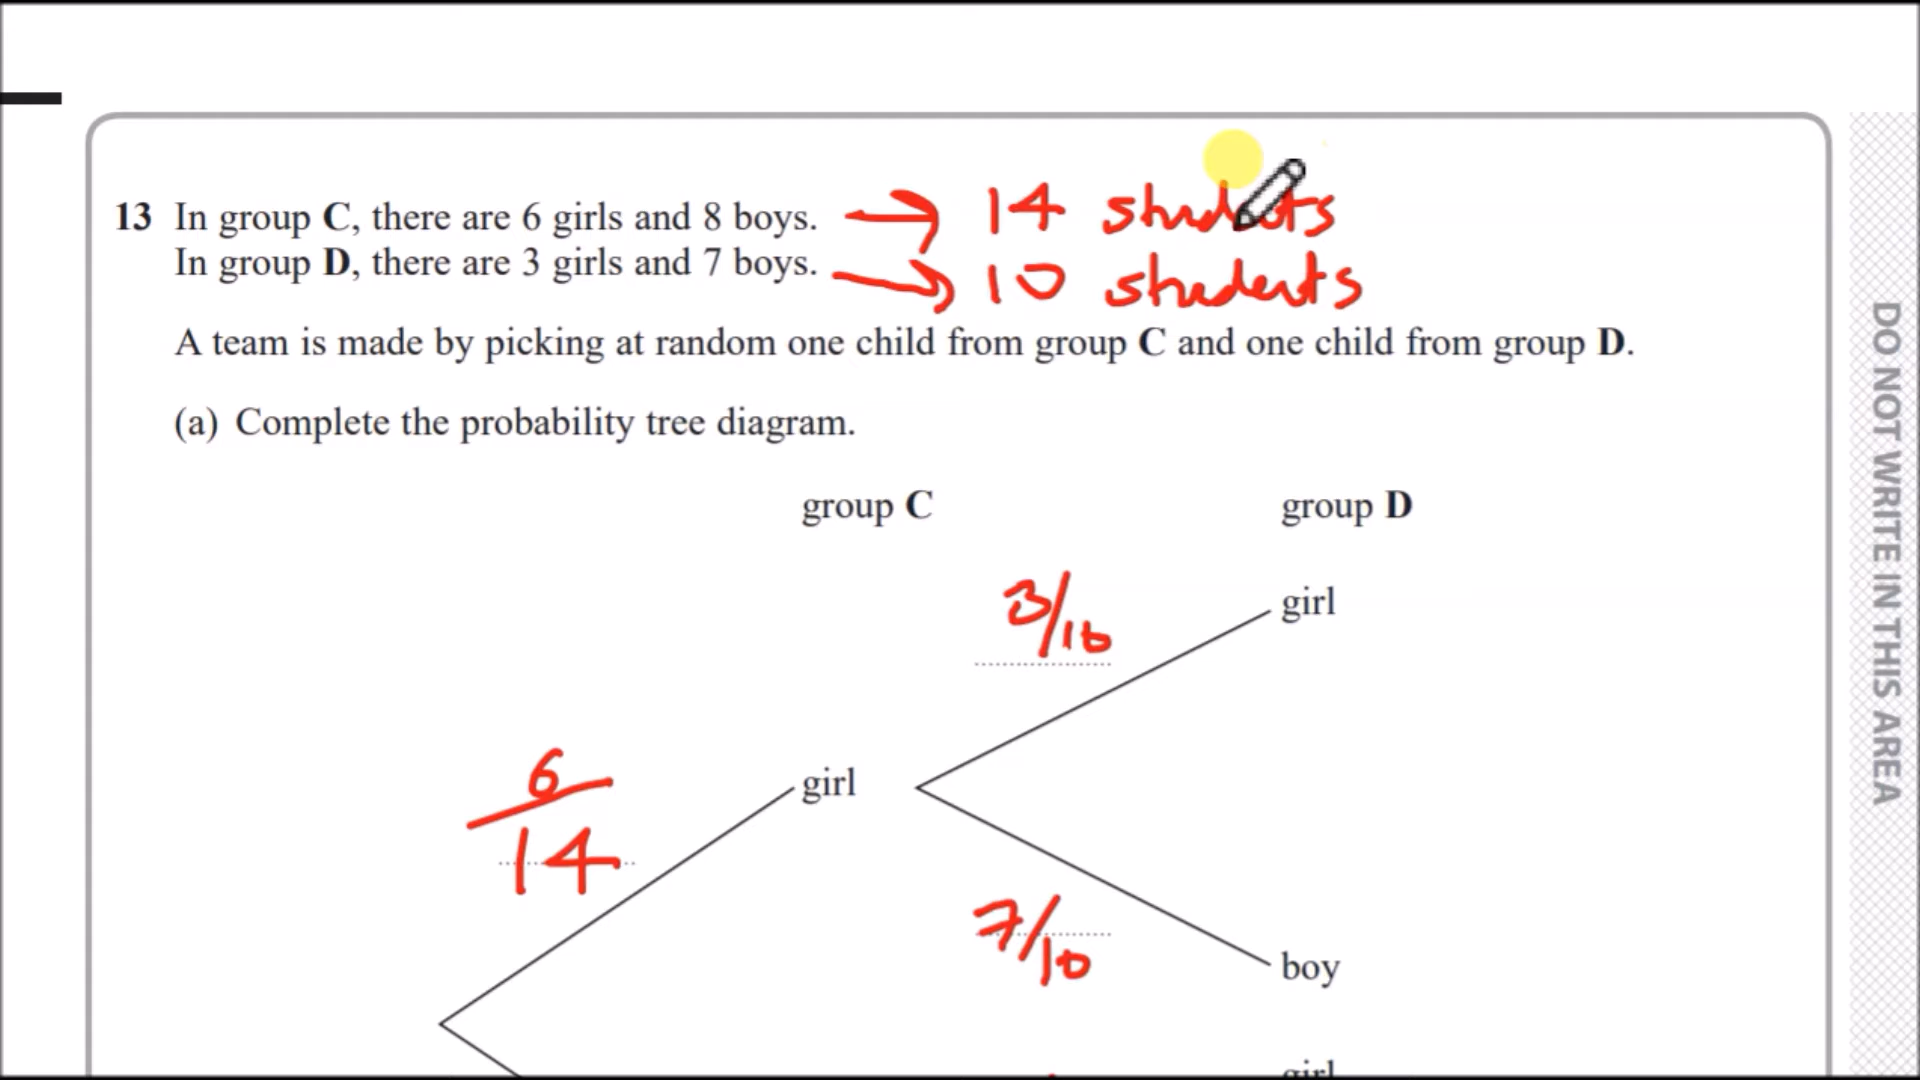 13 In group C, there are 6 girls and 8 boys. → 14 students
In group D, there are 3 girls and 7 boys. → 10 students
A team is made by picking at random one child from group C and one child from group D.
(a) Complete the probability tree diagram.
group C group D
3/10
girl
6/14
girl
7/10
boy
girl
DO NOT WRITE IN THIS AREA